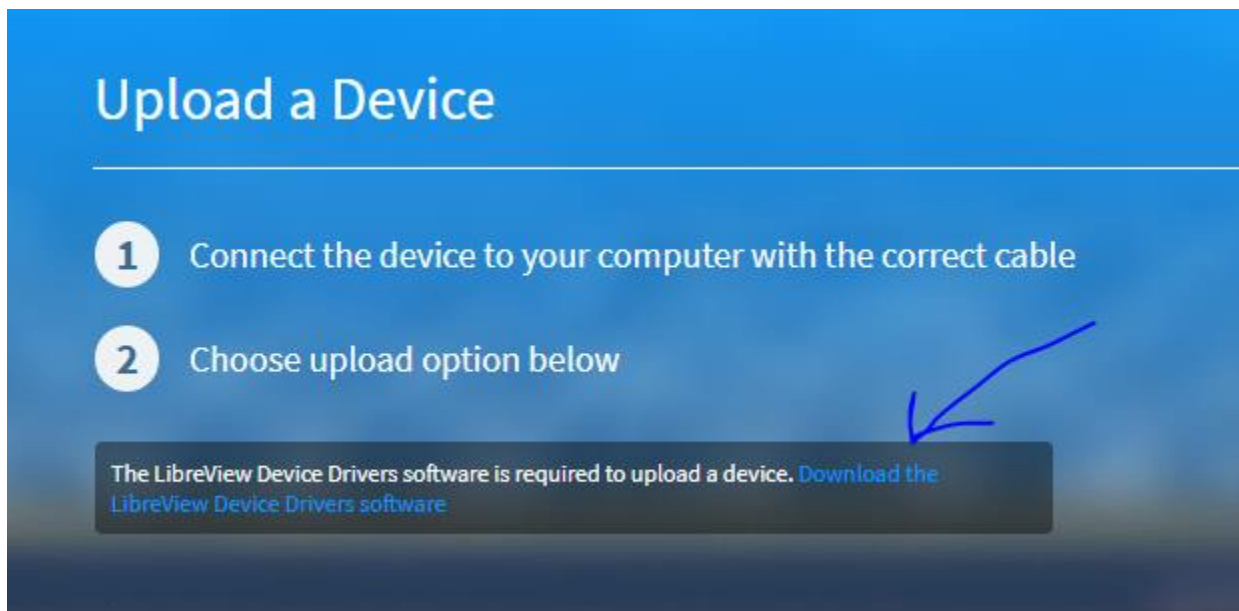 Upload a Device
1 Connect the device to your computer with the correct cable
2 Choose upload option below
The LibreView Device Drivers software is required to upload a device. Download the
LibreView Device Drivers software